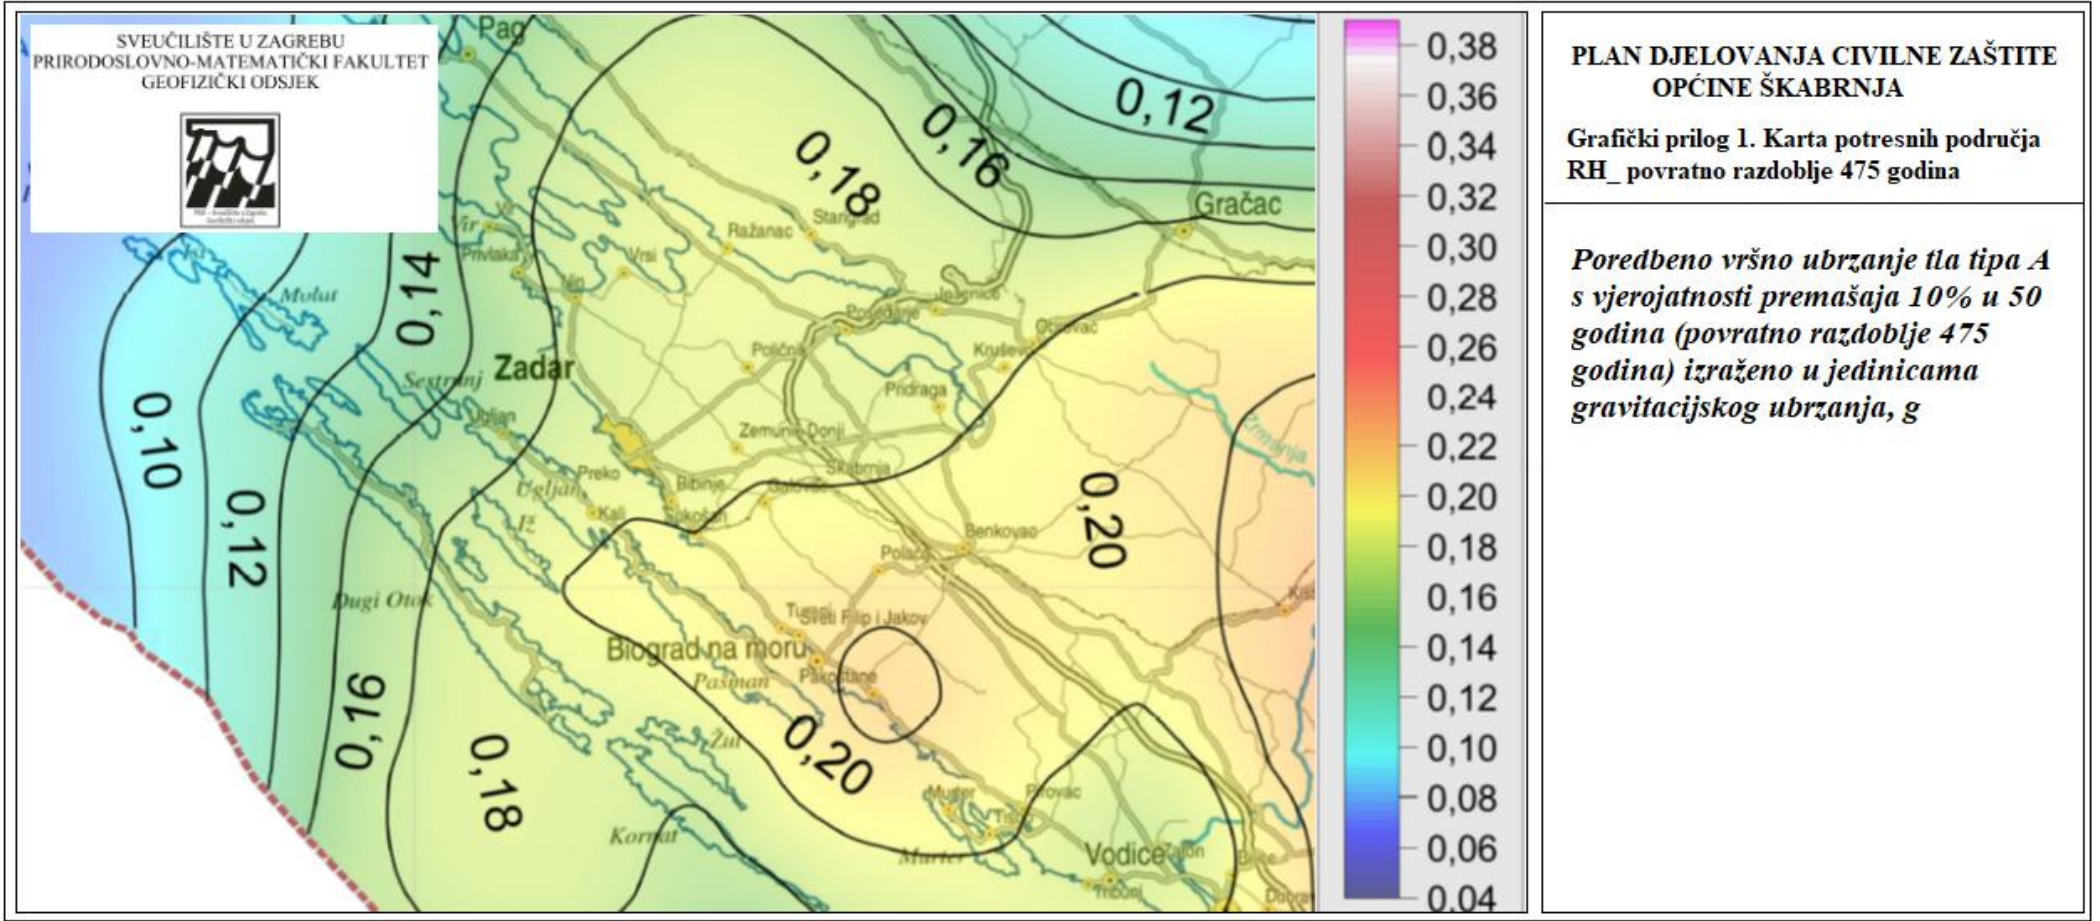 SVEUČILIŠTE U ZAGREBU
PRIRODOSLOVNO-MATEMATIČKI FAKULTET
GEOFIZIČKI ODSJEK
Pag
0,12
0,16
0,18
Gračac
Starigrad
Ražanac
Vir
Vir
Privlaka
Vrsi
Nin
Molat
0,14
Jasenice
Posedarje
Obrovac
Poličnik
Kruševo
Zadar
Sestrunj
Pridraga
Ugljan
0,10
Zemunik Donji
Zrmanja
Škabrnja
Preko
Bibinje
Galovac
Ugljan
Kali
Sukošan
Iž
0,12
0,20
Benkovac
Polača
Dugi Otok
Turanj
Sveti Filip i Jakov
Biograd na moru
Pašman
Pakoštane
0,16
0,18
0,20
Žut
Murter
Pirovac
Kornat
Murter
Vodice
Zaton
Tribunj
0,38
0,36
0,34
0,32
0,30
0,28
0,26
0,24
0,22
0,20
0,18
0,16
0,14
0,12
0,10
0,08
0,06
0,04
PLAN DJELOVANJA CIVILNE ZAŠTITE
OPĆINE ŠKABRNJA
Grafički prilog 1. Karta potresnih područja
RH_ povratno razdoblje 475 godina
Poredbeno vršno ubrzanje tla tipa A
s vjerojatnosti premašaja 10% u 50
godina (povratno razdoblje 475
godina) izraženo u jedinicama
gravitacijskog ubrzanja, g